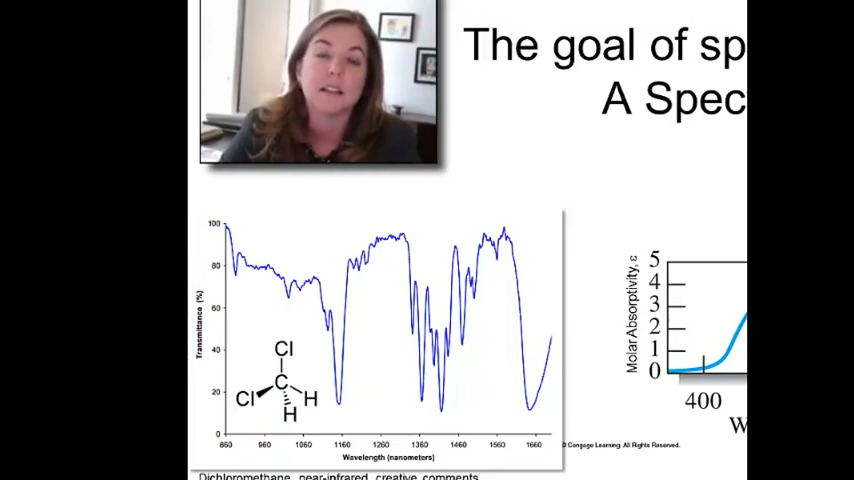 The goal of sp
A Spec
100
80
60
40
20
0
Transmittance (%)
860 960 1060 1160 1260 1360 1460 1560 1660
Wavelength (nanometers)
Cl
C
Cl
H
H
5
4
3
2
1
0
Molar Absorptivity, ε
400
W
© Cengage Learning. All Rights Reserved.
Dichloromethane, near-infrared, creative comments